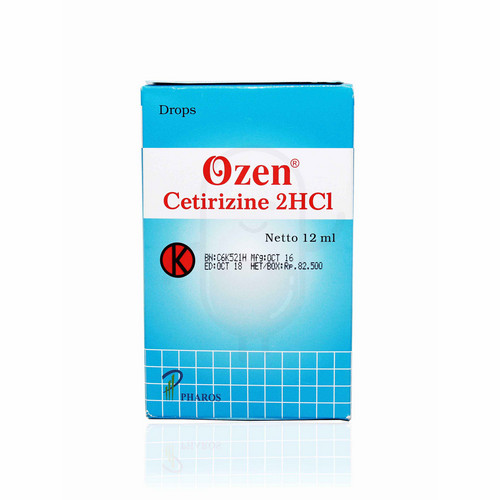 Drops
Ozen®
Cetirizine 2HCl
Netto 12 ml
K
BN:C6K521H Mfg:OCT 16
ED:OCT 18 HET/BOX:Rp.82.500
PHAROS